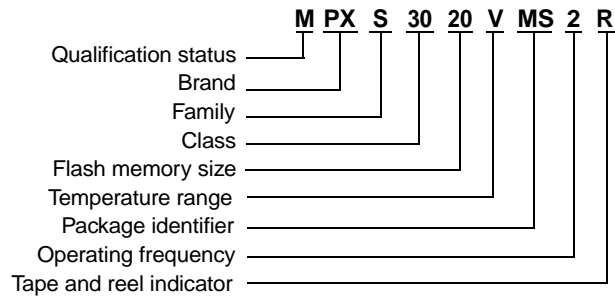 M PX S 30 20 V MS 2 R
Qualification status
Brand
Family
Class
Flash memory size
Temperature range
Package identifier
Operating frequency
Tape and reel indicator